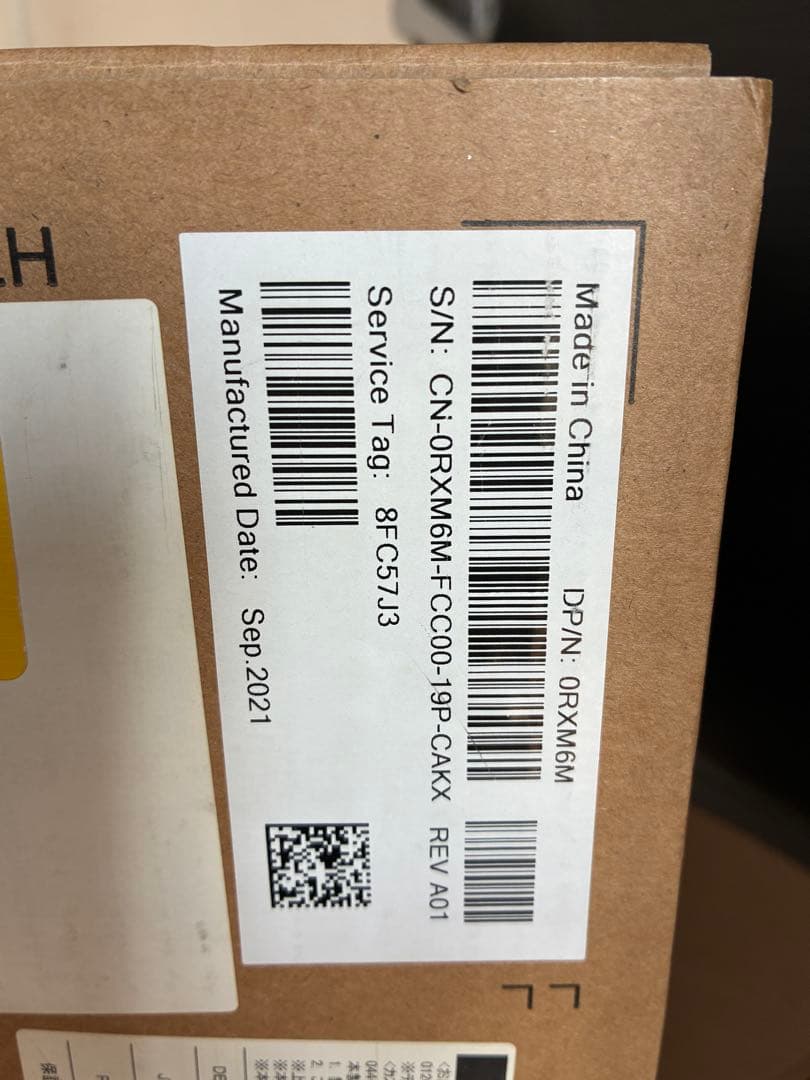 Made in China DP/N: 0RXM6M
S/N: CN-0RXM6M-FCC00-19P-CAKX REV A01
Service Tag: 8FC57J3
Manufactured Date: Sep.2021
H
DE